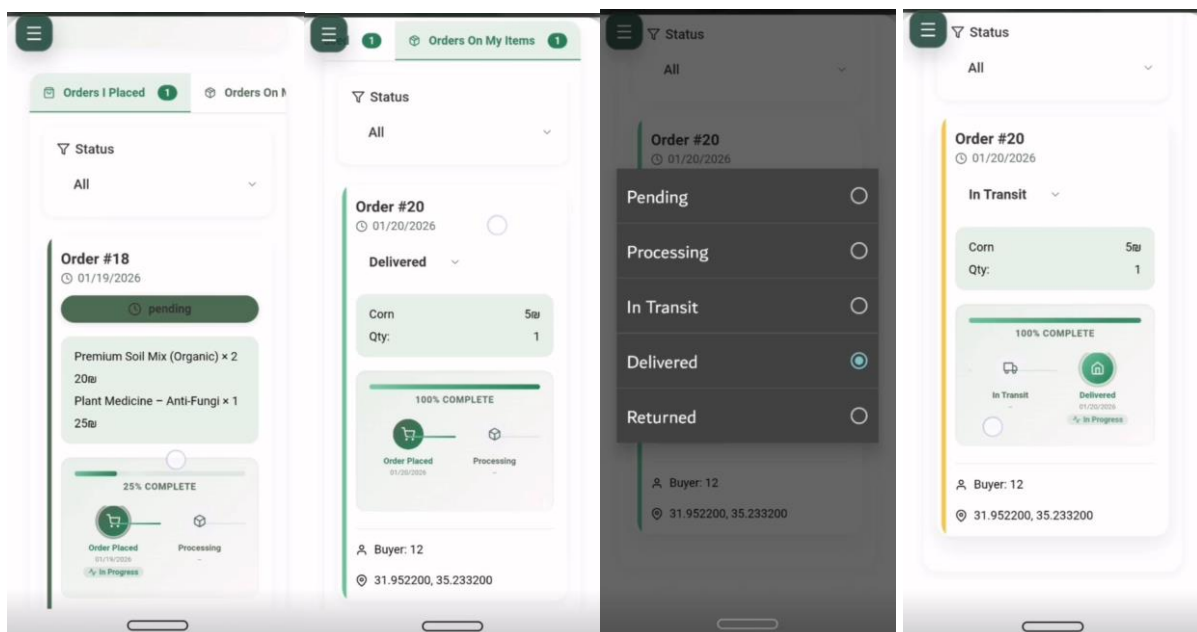 Orders I Placed 1 Orders On M
Status
All
Order #18
01/19/2026
pending
Premium Soil Mix (Organic) × 2
20₪
Plant Medicine – Anti-Fungi × 1
25₪
25% COMPLETE
Order Placed Processing
01/19/2026 –
In Progress
1 Orders On My Items 1
Status
All
Order #20
01/20/2026
Delivered
Corn 5₪
Qty: 1
100% COMPLETE
Order Placed Processing
01/20/2026 –
Buyer: 12
31.952200, 35.233200
Status
All
Order #20
01/20/2026
Pending
Processing
In Transit
Delivered
Returned
Buyer: 12
31.952200, 35.233200
Status
All
Order #20
01/20/2026
In Transit
Corn 5₪
Qty: 1
100% COMPLETE
In Transit Delivered
– 01/20/2026
In Progress
Buyer: 12
31.952200, 35.233200